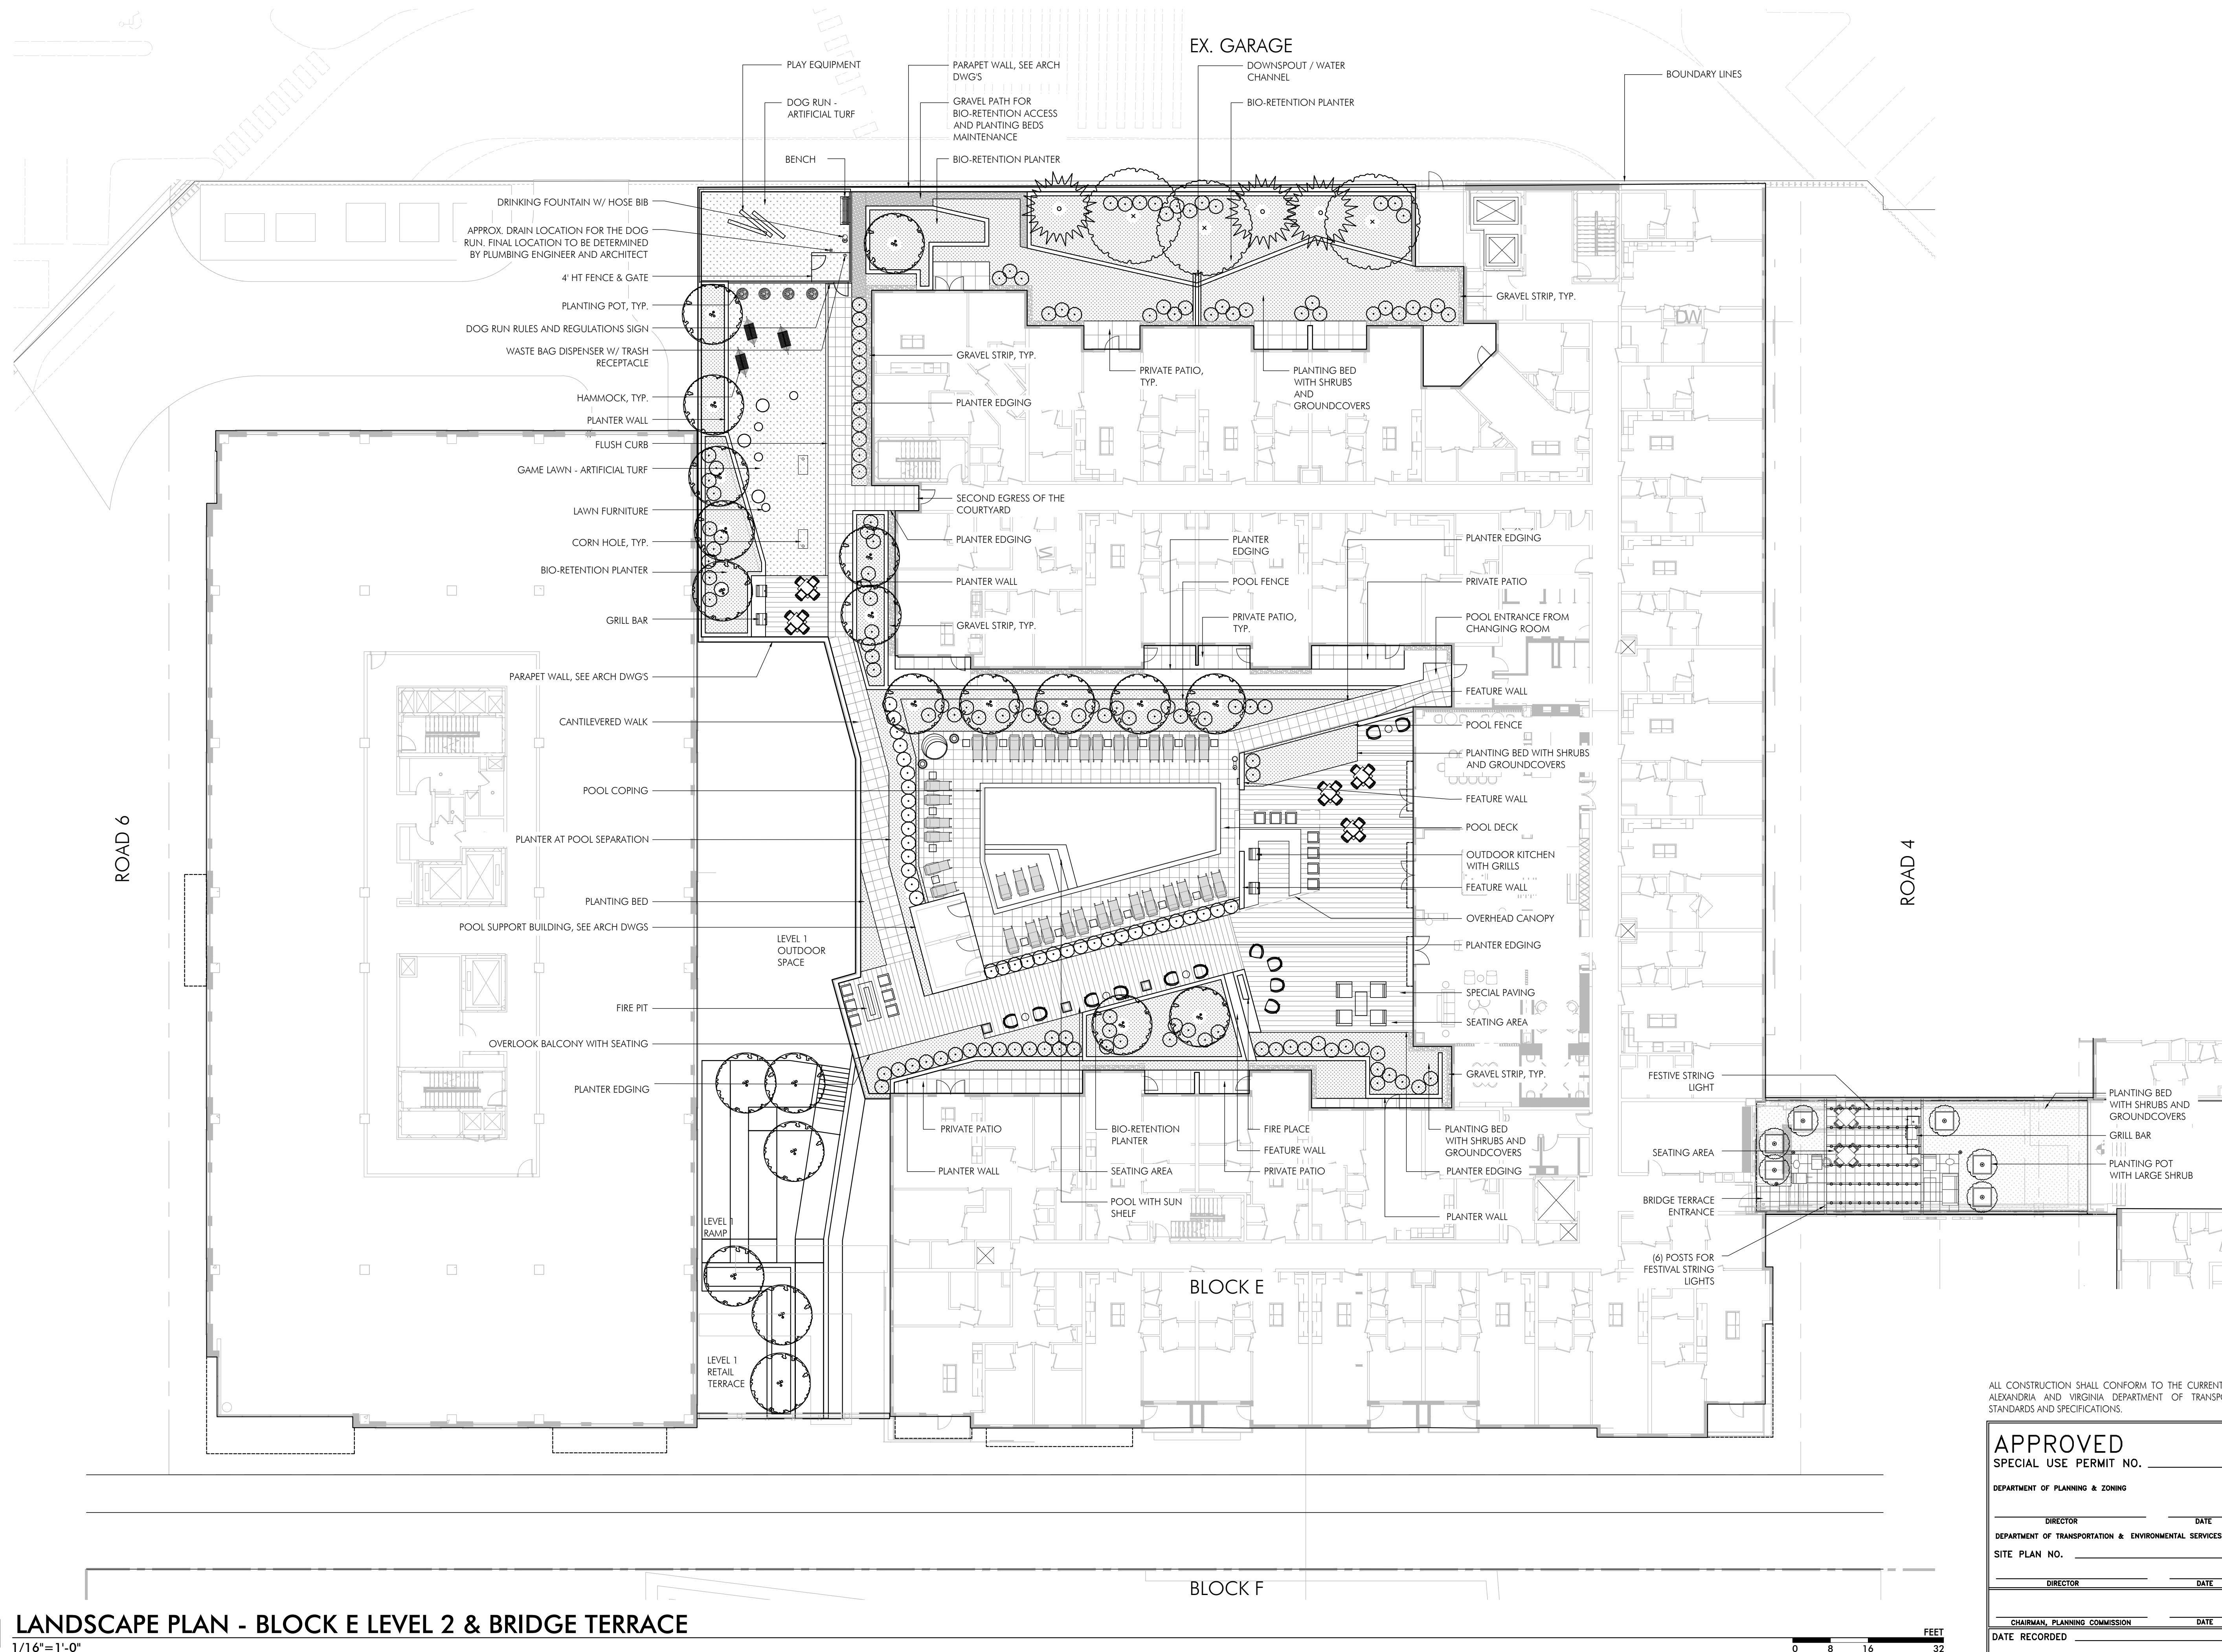 EX. GARAGE
PLAY EQUIPMENT
DOG RUN -
ARTIFICIAL TURF
BENCH
PARAPET WALL, SEE ARCH
DWG'S
GRAVEL PATH FOR
BIO-RETENTION ACCESS
AND PLANTING BEDS
MAINTENANCE
BIO-RETENTION PLANTER
DOWNSPOUT / WATER
CHANNEL
BIO-RETENTION PLANTER
BOUNDARY LINES
DRINKING FOUNTAIN W/ HOSE BIB
APPROX. DRAIN LOCATION FOR THE DOG
RUN. FINAL LOCATION TO BE DETERMINED
BY PLUMBING ENGINEER AND ARCHITECT
4' HT FENCE & GATE
PLANTING POT, TYP.
DOG RUN RULES AND REGULATIONS SIGN
WASTE BAG DISPENSER W/ TRASH
RECEPTACLE
HAMMOCK, TYP.
PLANTER WALL
FLUSH CURB
GAME LAWN - ARTIFICIAL TURF
LAWN FURNITURE
CORN HOLE, TYP.
BIO-RETENTION PLANTER
GRILL BAR
PARAPET WALL, SEE ARCH DWG'S
CANTILEVERED WALK
POOL COPING
PLANTER AT POOL SEPARATION
PLANTING BED
POOL SUPPORT BUILDING, SEE ARCH DWGS
LEVEL 1
OUTDOOR
SPACE
FIRE PIT
OVERLOOK BALCONY WITH SEATING
PLANTER EDGING
GRAVEL STRIP, TYP.
PLANTER EDGING
SECOND EGRESS OF THE
COURTYARD
PLANTER EDGING
PLANTER WALL
GRAVEL STRIP, TYP.
PRIVATE PATIO,
TYP.
PLANTING BED
WITH SHRUBS
AND
GROUNDCOVERS
GRAVEL STRIP, TYP.
DW
W
PLANTER
EDGING
POOL FENCE
PRIVATE PATIO,
TYP.
PLANTER EDGING
PRIVATE PATIO
POOL ENTRANCE FROM
CHANGING ROOM
FEATURE WALL
POOL FENCE
PLANTING BED WITH SHRUBS
AND GROUNDCOVERS
FEATURE WALL
POOL DECK
OUTDOOR KITCHEN
WITH GRILLS
FEATURE WALL
OVERHEAD CANOPY
PLANTER EDGING
SPECIAL PAVING
SEATING AREA
GRAVEL STRIP, TYP.
PRIVATE PATIO
PLANTER WALL
BIO-RETENTION
PLANTER
SEATING AREA
POOL WITH SUN
SHELF
FIRE PLACE
FEATURE WALL
PRIVATE PATIO
PLANTING BED
WITH SHRUBS AND
GROUNDCOVERS
PLANTER EDGING
PLANTER WALL
LEVEL 1
RAMP
LEVEL 1
RETAIL
TERRACE
ROAD 6
ROAD 4
FESTIVE STRING
LIGHT
SEATING AREA
BRIDGE TERRACE
ENTRANCE
(6) POSTS FOR
FESTIVAL STRING
LIGHTS
PLANTING BED
WITH SHRUBS AND
GROUNDCOVERS
GRILL BAR
PLANTING POT
WITH LARGE SHRUB
BLOCK E
BLOCK F
ALL CONSTRUCTION SHALL CONFORM TO THE CURRENT
ALEXANDRIA AND VIRGINIA DEPARTMENT OF TRANSPO
STANDARDS AND SPECIFICATIONS.
APPROVED
SPECIAL USE PERMIT NO.
DEPARTMENT OF PLANNING & ZONING
DIRECTOR DATE
DEPARTMENT OF TRANSPORTATION & ENVIRONMENTAL SERVICES
SITE PLAN NO.
DIRECTOR DATE
CHAIRMAN, PLANNING COMMISSION DATE
DATE RECORDED
LANDSCAPE PLAN - BLOCK E LEVEL 2 & BRIDGE TERRACE
1/16"=1'-0"
FEET
0 8 16 32